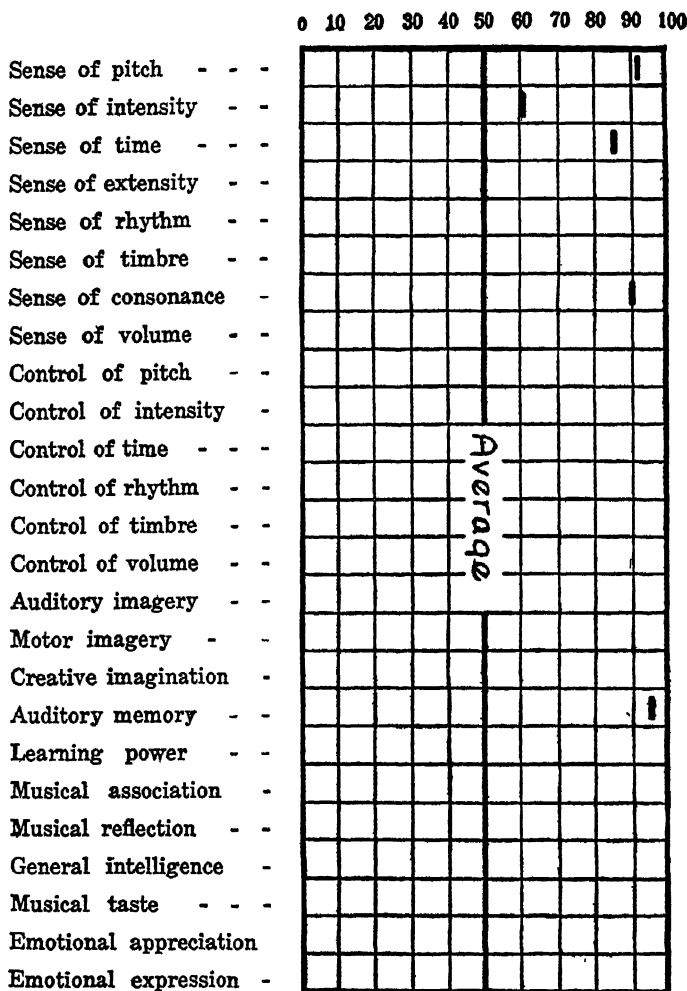 0 10 20 30 40 50 60 70 80 90 100
Sense of pitch - - -
Sense of intensity - -
Sense of time - - -
Sense of extensity - -
Sense of rhythm - -
Sense of timbre - -
Sense of consonance -
Sense of volume - -
Control of pitch - -
Control of intensity -
Control of time - - -
Control of rhythm - -
Control of timbre - -
Control of volume - -
Auditory imagery - -
Motor imagery - -
Creative imagination -
Auditory memory - -
Learning power - -
Musical association -
Musical reflection - -
General intelligence -
Musical taste - - -
Emotional appreciation
Emotional expression -
Average